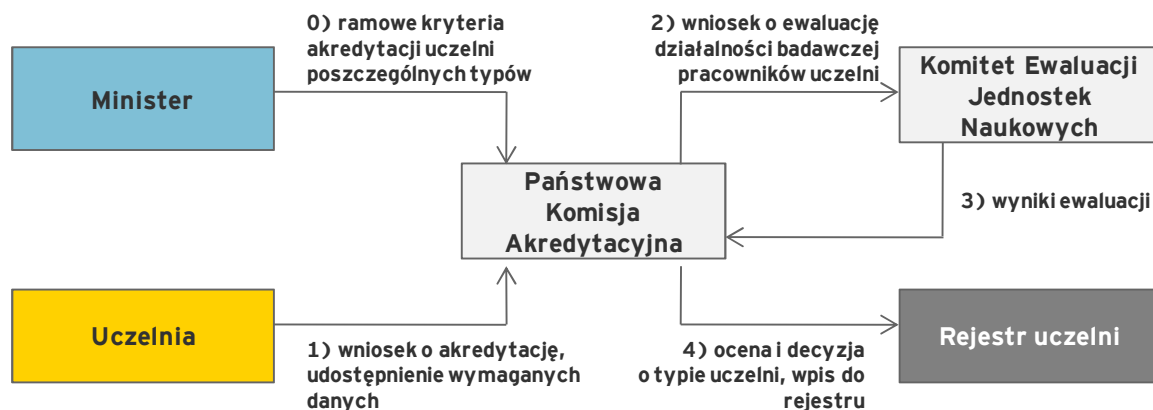 0) ramowe kryteria
akredytacji uczelni
poszczególnych typów
2) wniosek o ewaluację
działalności badawczej
pracowników uczelni
Minister
Komitet Ewaluacji
Jednostek
Naukowych
Państwowa
Komisja
Akredytacyjna
3) wyniki ewaluacji
Uczelnia
Rejestr uczelni
1) wniosek o akredytację,
udostępnienie wymaganych
danych
4) ocena i decyzja
o typie uczelni, wpis do
rejestru